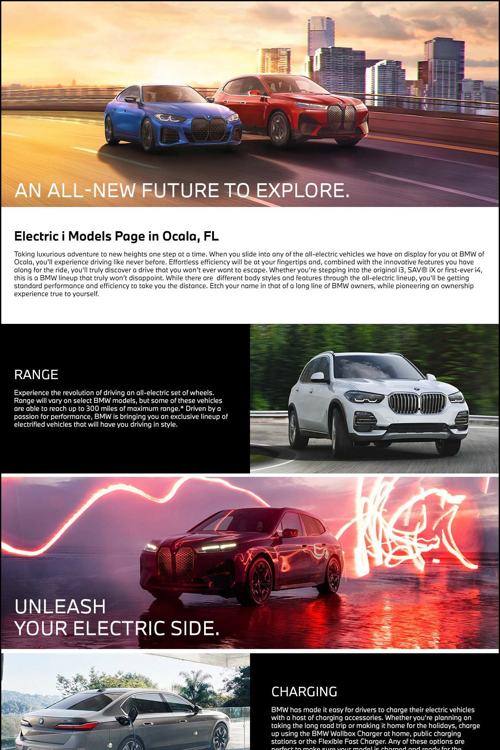 AN ALL-NEW FUTURE TO EXPLORE.
Electric i Models Page in Ocala, FL
Taking luxurious adventure to new heights one step at a time. When you slide into any of the all-electric vehicles we have on display for you at BMW of
Ocala, you'll experience driving like never before. Effortless efficiency will be at your fingertips and, combined with the innovative features you have
along for the ride, you'll truly discover a drive that you won't ever want to escape. Whether you're stepping into the original i3, SAV® iX or first-ever i4,
this is a BMW lineup that truly won't disappoint. While there are different body styles and features through the all-electric lineup, you'll be getting
standard performance and efficiency to take you the distance. Etch your name in that of a long line of BMW owners, while pioneering an ownership
experience true to yourself.
RANGE
Experience the revolution of driving an all-electric set of wheels.
Range will vary on select BMW models, but some of these vehicles
are able to reach up to 300 miles of maximum range.* Driven by a
passion for performance, BMW is bringing you an exclusive lineup of
electrified vehicles that will have you driving in style.
UNLEASH
YOUR ELECTRIC SIDE.
CHARGING
BMW has made it easy for drivers to charge their electric vehicles
with a host of charging accessories. Whether you're planning on
taking the long road trip or making it home for the holidays, charge
up using the BMW Wallbox Charger at home, public charging
stations or the Flexible Fast Charger. Any of these options are
perfect to make sure your model is charged and ready for the